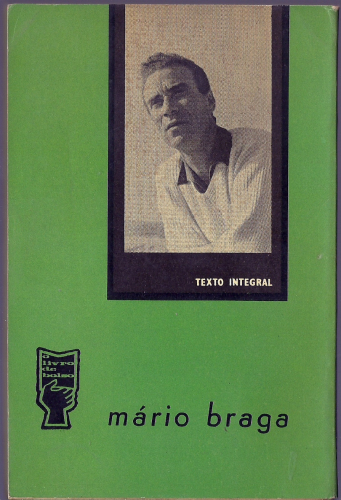 TEXTO INTEGRAL
o
livro
de
bolso
mário braga